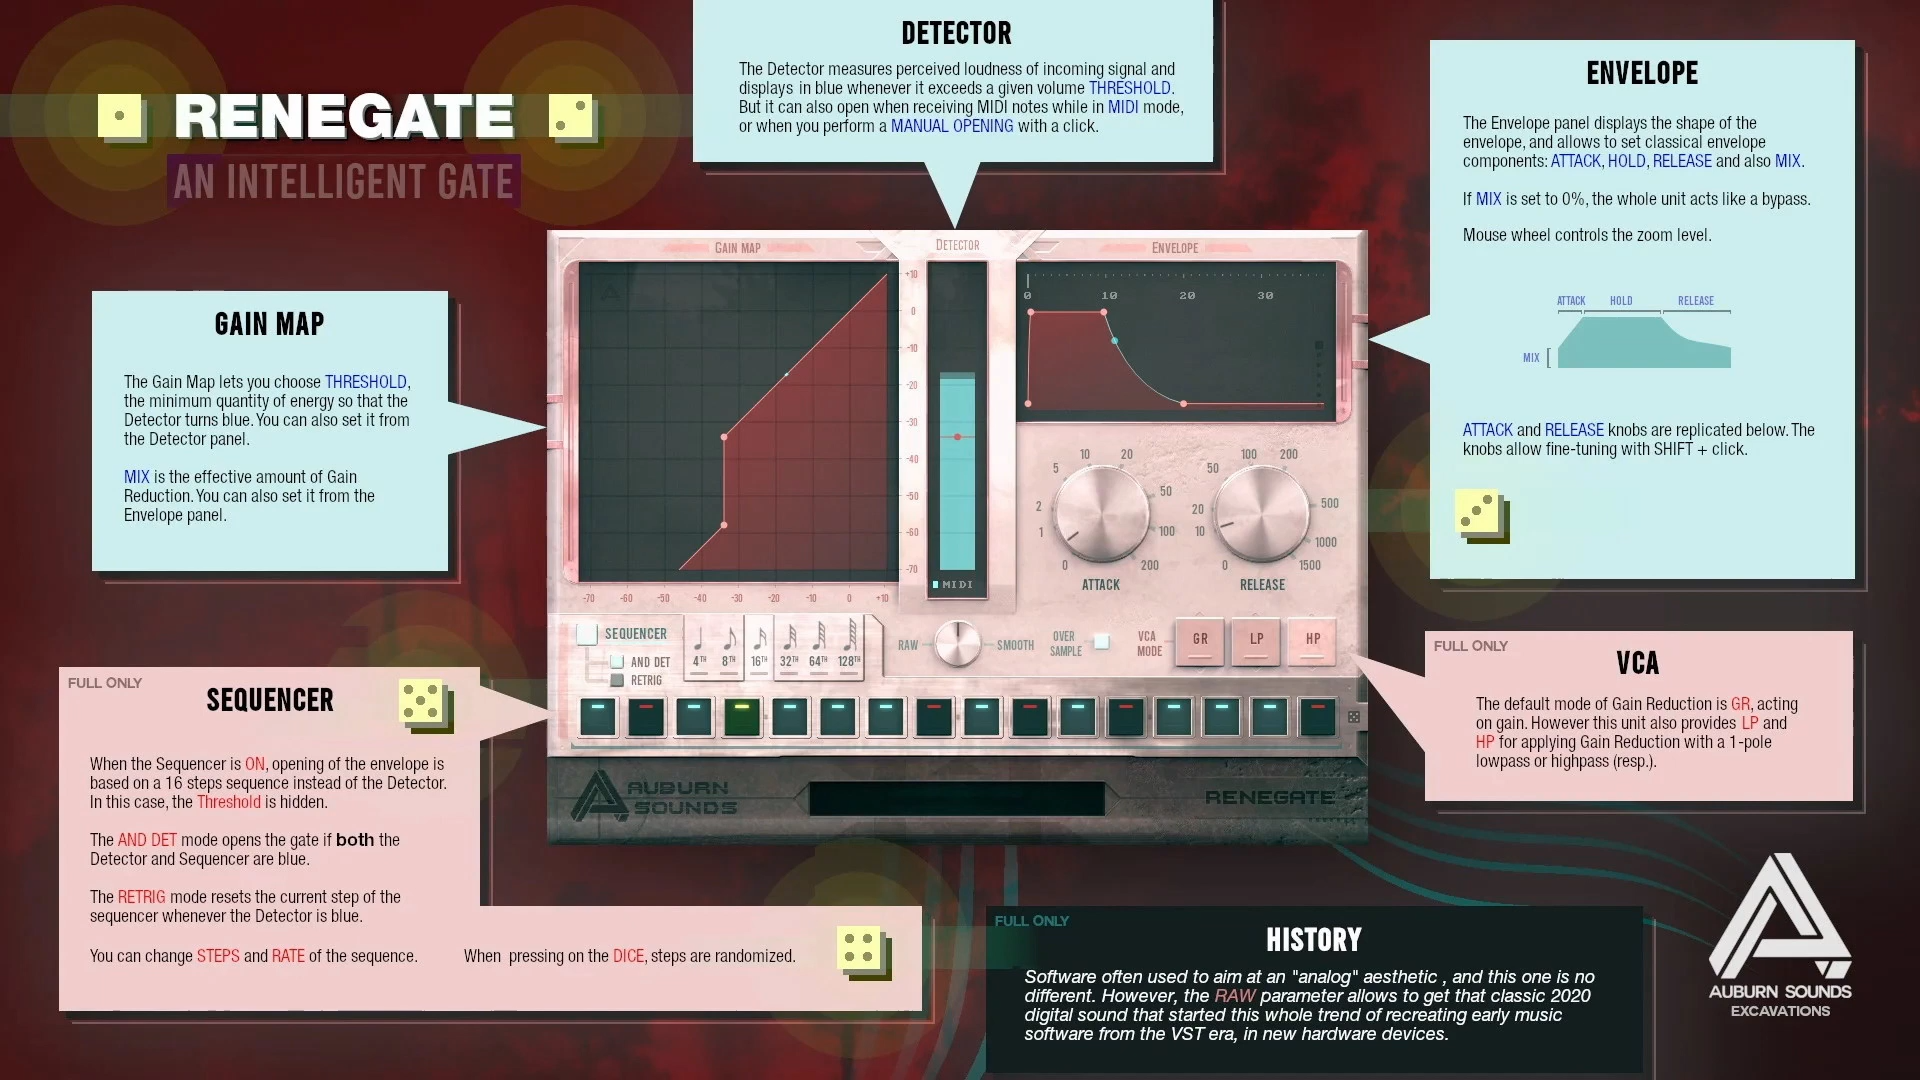 RENEGATE
AN INTELLIGENT GATE
DETECTOR
The Detector measures perceived loudness of incoming signal and
displays in blue whenever it exceeds a given volume THRESHOLD.
But it can also open when receiving MIDI notes while in MIDI mode,
or when you perform a MANUAL OPENING with a click.
ENVELOPE
The Envelope panel displays the shape of the
envelope, and allows to set classical envelope
components: ATTACK, HOLD, RELEASE and also MIX.
If MIX is set to 0%, the whole unit acts like a bypass.
Mouse wheel controls the zoom level.
ATTACK HOLD RELEASE
MIX
ATTACK and RELEASE knobs are replicated below. The
knobs allow fine-tuning with SHIFT + click.
GAIN MAP
The Gain Map lets you choose THRESHOLD,
the minimum quantity of energy so that the
Detector turns blue. You can also set it from
the Detector panel.
MIX is the effective amount of Gain
Reduction. You can also set it from the
Envelope panel.
GAIN MAP
DETECTOR
ENVELOPE
+10
0
-10
-20
-30
-40
-50
-60
-70
-70 -60 -50 -40 -30 -20 -10 0 +10
MIDI
0 10 20 30
0 1 2 5 10 20 50 100 200
ATTACK
0 10 20 50 100 200 500 1000 1500
RELEASE
SEQUENCER
AND DET
RETRIG
4TH 8TH 16TH 32TH 64TH 128TH
RAW SMOOTH
OVER
SAMPLE
VCA
MODE
GR LP HP
AUBURN
SOUNDS
RENEGATE
FULL ONLY
SEQUENCER
When the Sequencer is ON, opening of the envelope is
based on a 16 steps sequence instead of the Detector.
In this case, the Threshold is hidden.
The AND DET mode opens the gate if both the
Detector and Sequencer are blue.
The RETRIG mode resets the current step of the
sequencer whenever the Detector is blue.
You can change STEPS and RATE of the sequence.
When pressing on the DICE, steps are randomized.
FULL ONLY
VCA
The default mode of Gain Reduction is GR, acting
on gain. However this unit also provides LP and
HP for applying Gain Reduction with a 1-pole
lowpass or highpass (resp.).
FULL ONLY
HISTORY
Software often used to aim at an "analog" aesthetic , and this one is no
different. However, the RAW parameter allows to get that classic 2020
digital sound that started this whole trend of recreating early music
software from the VST era, in new hardware devices.
AUBURN SOUNDS
EXCAVATIONS